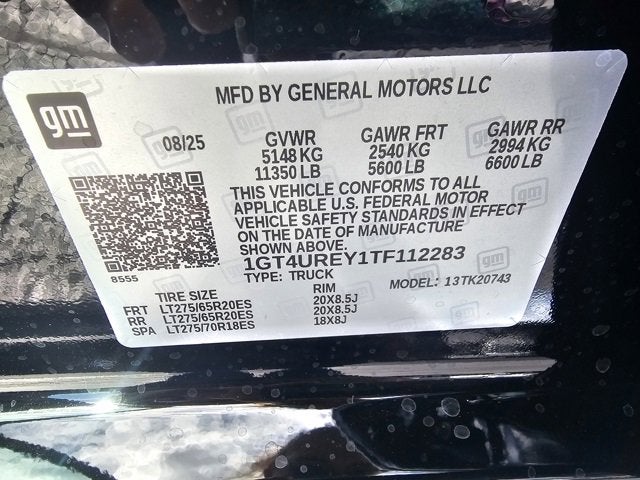 gm
MFD BY GENERAL MOTORS LLC
08/25 GVWR GAWR FRT GAWR RR
5148 KG 2540 KG 2994 KG
11350 LB 5600 LB 6600 LB
THIS VEHICLE CONFORMS TO ALL
APPLICABLE U.S. FEDERAL MOTOR
VEHICLE SAFETY STANDARDS IN EFFECT
ON THE DATE OF MANUFACTURE
SHOWN ABOVE.
1GT4UREY1TF112283
8555 TYPE: TRUCK MODEL: 13TK20743
TIRE SIZE RIM
FRT LT275/65R20ES 20X8.5J
RR LT275/65R20ES 20X8.5J
SPA LT275/70R18ES 18X8J